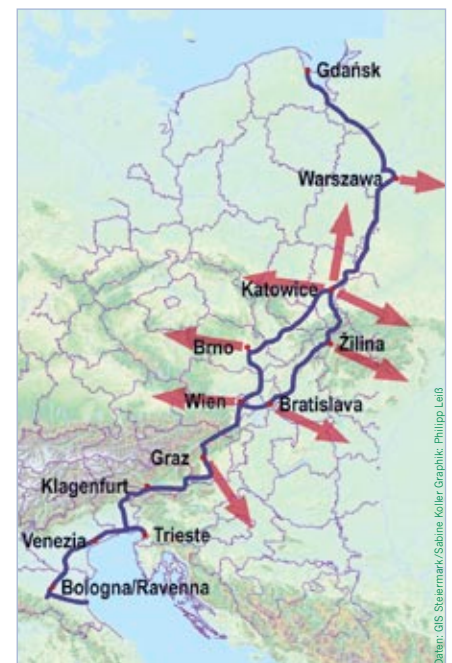 Gdańsk
Warszawa
Katowice
Brno
Žilina
Wien
Bratislava
Graz
Klagenfurt
Venezia
Trieste
Bologna/Ravenna
Daten: GIS Steiermark/Sabine Koller Graphik: Philipp Leiß